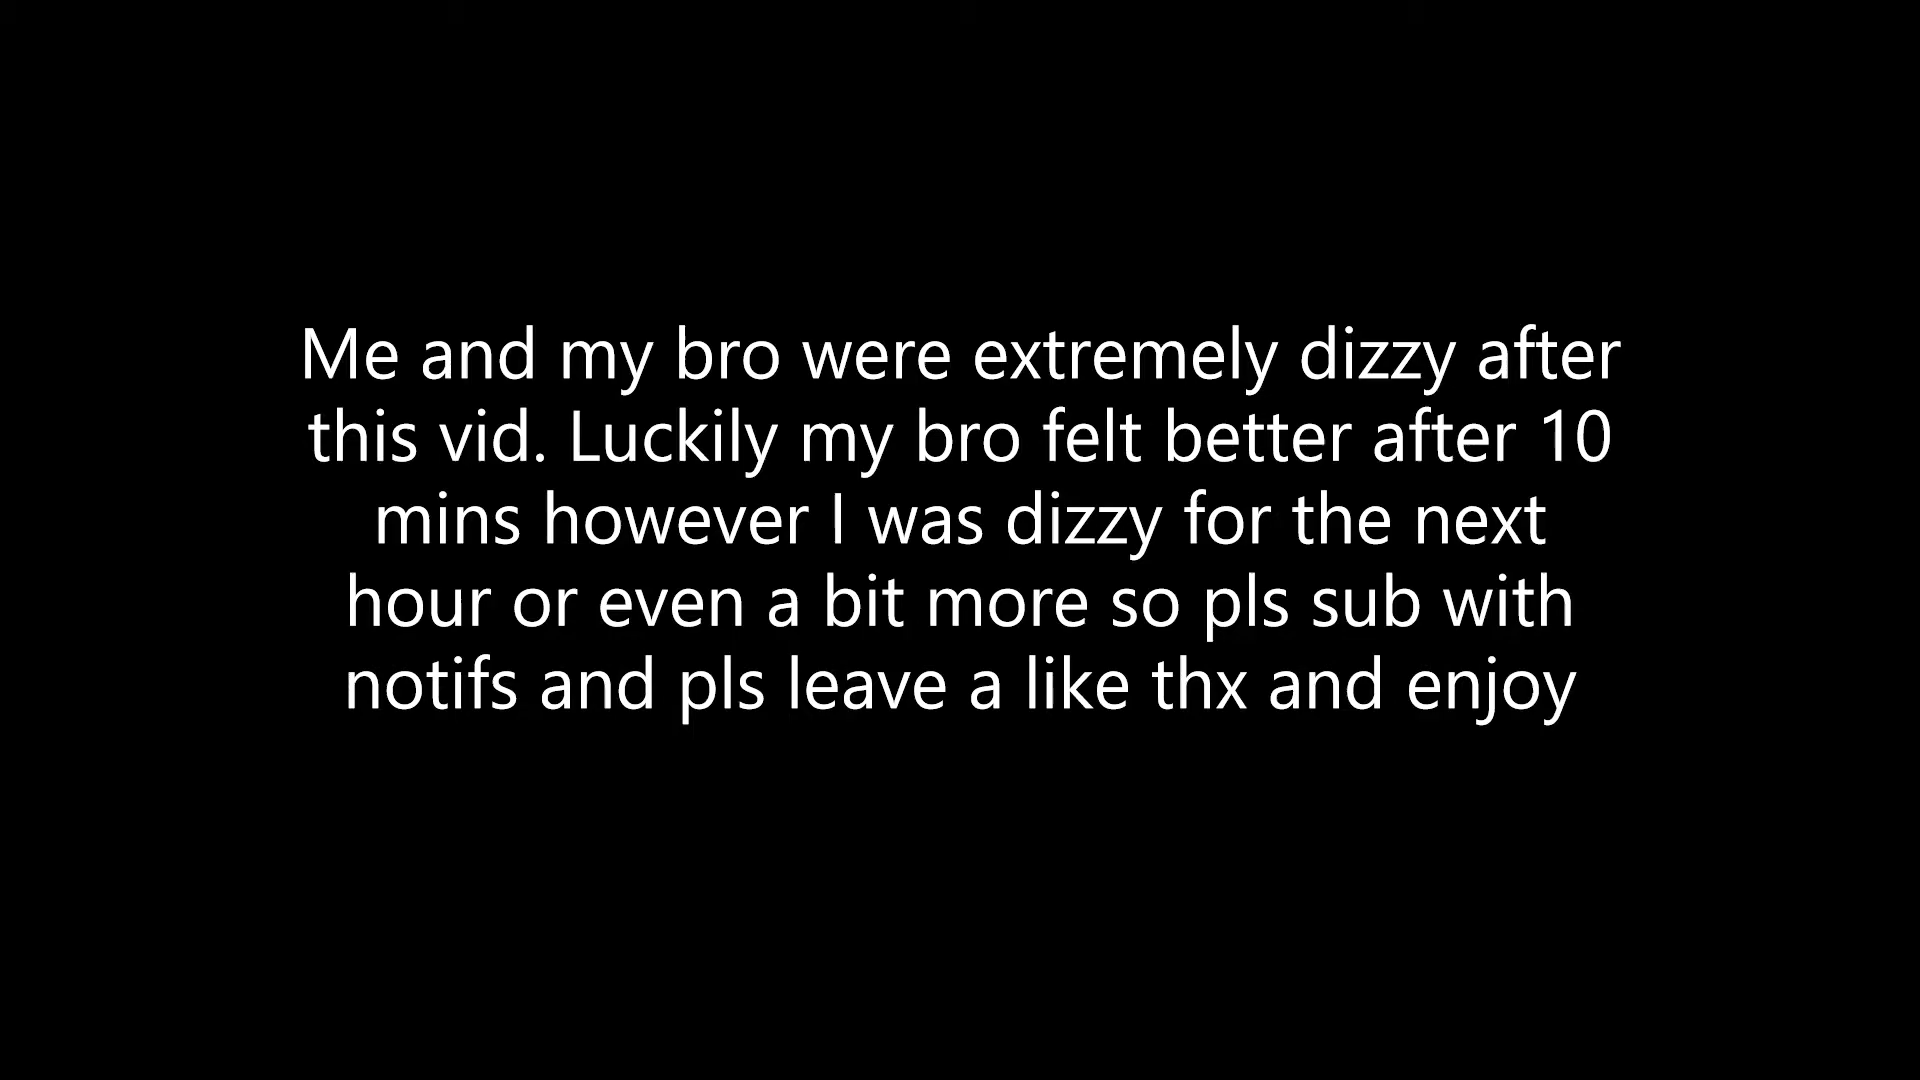 Me and my bro were extremely dizzy after
this vid. Luckily my bro felt better after 10
mins however I was dizzy for the next
hour or even a bit more so pls sub with
notifs and pls leave a like thx and enjoy